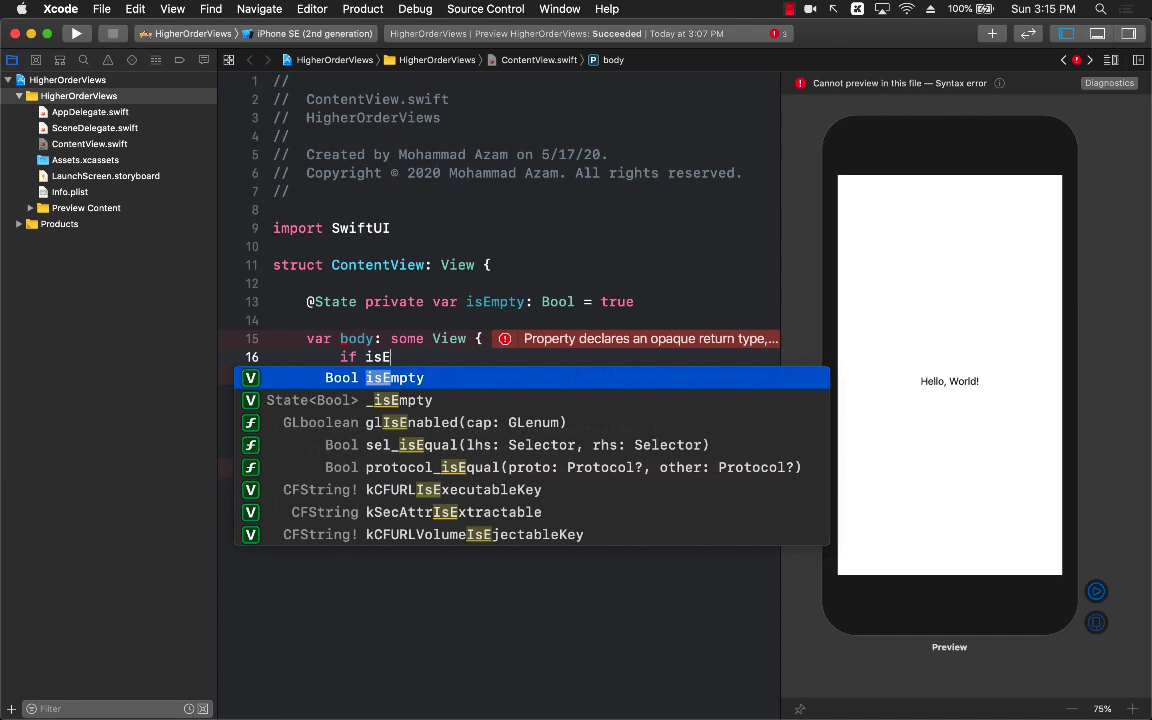 Xcode File Edit View Find Navigate Editor Product Debug Source Control Window Help 100% Sun 3:15 PM
HigherOrderViews iPhone SE (2nd generation) HigherOrderViews | Preview HigherOrderViews: Succeeded | Today at 3:07 PM 3
HigherOrderViews HigherOrderViews ContentView.swift body
HigherOrderViews
HigherOrderViews
AppDelegate.swift
SceneDelegate.swift
ContentView.swift
Assets.xcassets
LaunchScreen.storyboard
Info.plist
Preview Content
Products
Filter
1 //
2 // ContentView.swift
3 // HigherOrderViews
4 //
5 // Created by Mohammad Azam on 5/17/20.
6 // Copyright © 2020 Mohammad Azam. All rights reserved.
7 //
8
9 import SwiftUI
10
11 struct ContentView: View {
12
13 @State private var isEmpty: Bool = true
14
15 var body: some View { Property declares an opaque return type,...
16 if isE
V Bool isEmpty
V State<Bool> _isEmpty
f GLboolean glIsEnabled(cap: GLenum)
f Bool sel_isEqual(lhs: Selector, rhs: Selector)
f Bool protocol_isEqual(proto: Protocol?, other: Protocol?)
V CFString! kCFURLIsExecutableKey
V CFString kSecAttrIsExtractable
V CFString! kCFURLVolumeIsEjectableKey
Cannot preview in this file — Syntax error Diagnostics
Hello, World!
Preview
75%